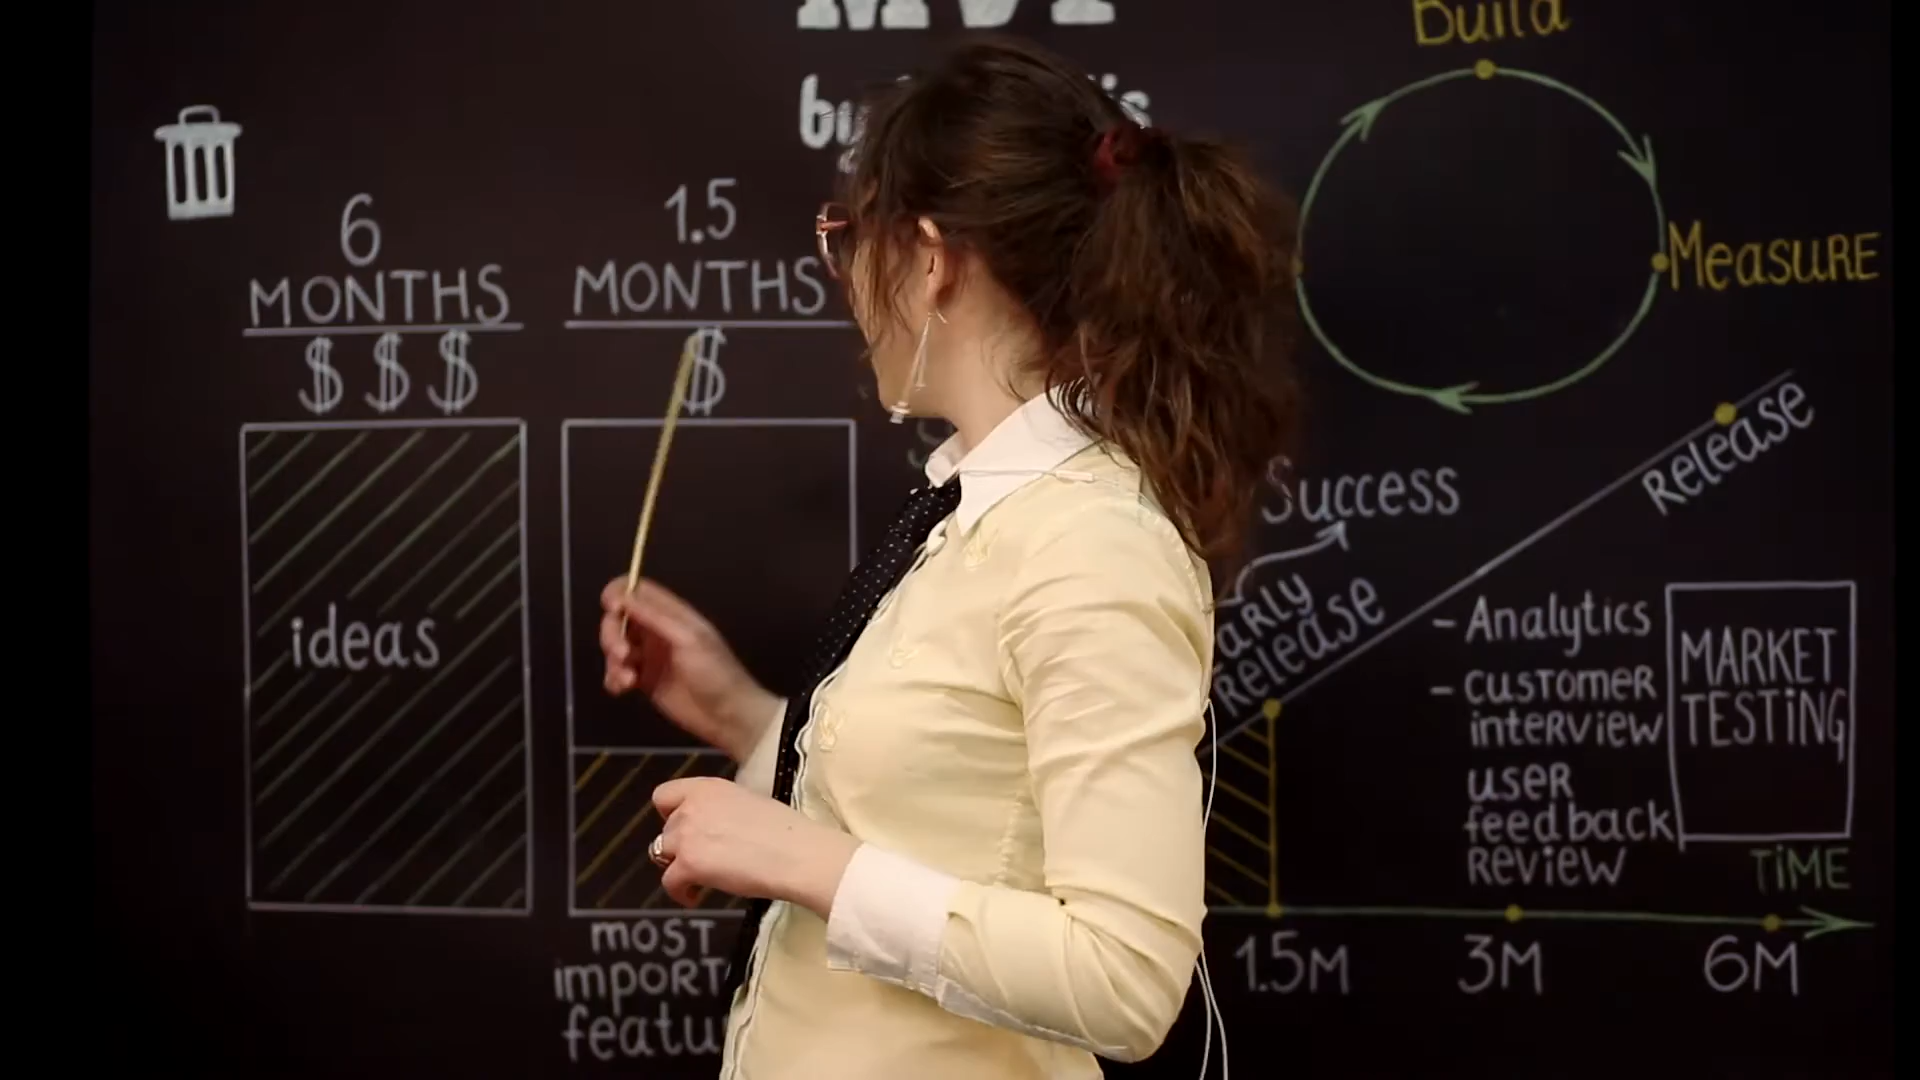 MVP
Build
6
MONTHS
$ $ $
1.5
MONTHS
$
Measure
ideas
Success
Release
Release
- Analytics
- customer
interview
user
feedback
Review
MARKET
TESTING
TIME
most
1.5M
3M
6M